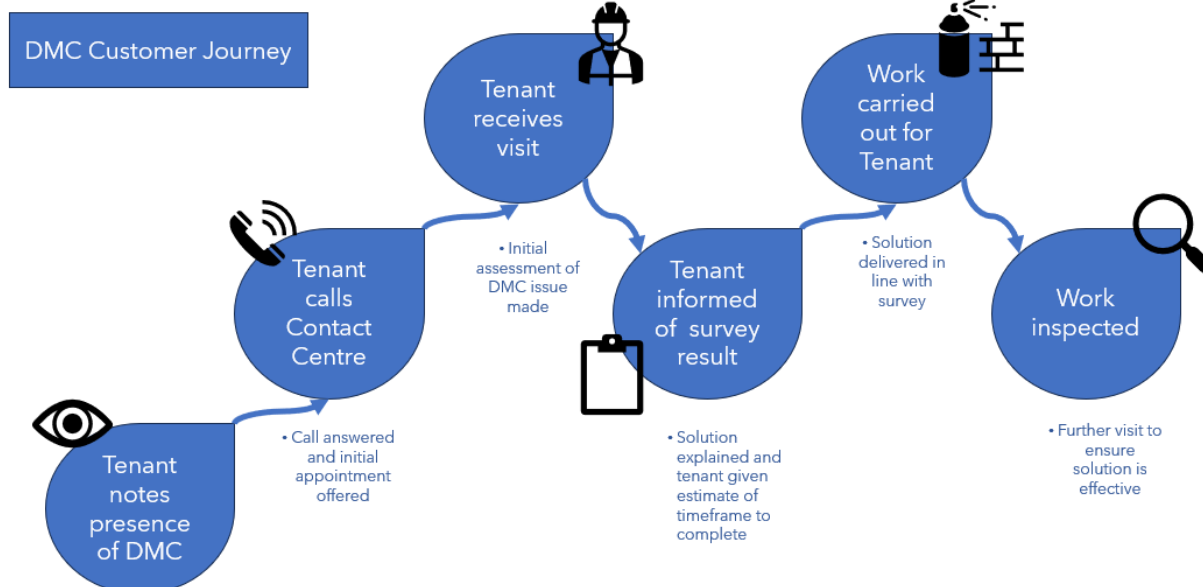 DMC Customer Journey
Tenant
notes
presence
of DMC
Tenant
calls
Contact
Centre
• Call answered
and initial
appointment
offered
Tenant
receives
visit
• Initial
assessment of
DMC issue
made
Tenant
informed
of survey
result
• Solution
explained and
tenant given
estimate of
timeframe to
complete
Work
carried
out for
Tenant
• Solution
delivered in
line with
survey
Work
inspected
• Further visit to
ensure
solution is
effective